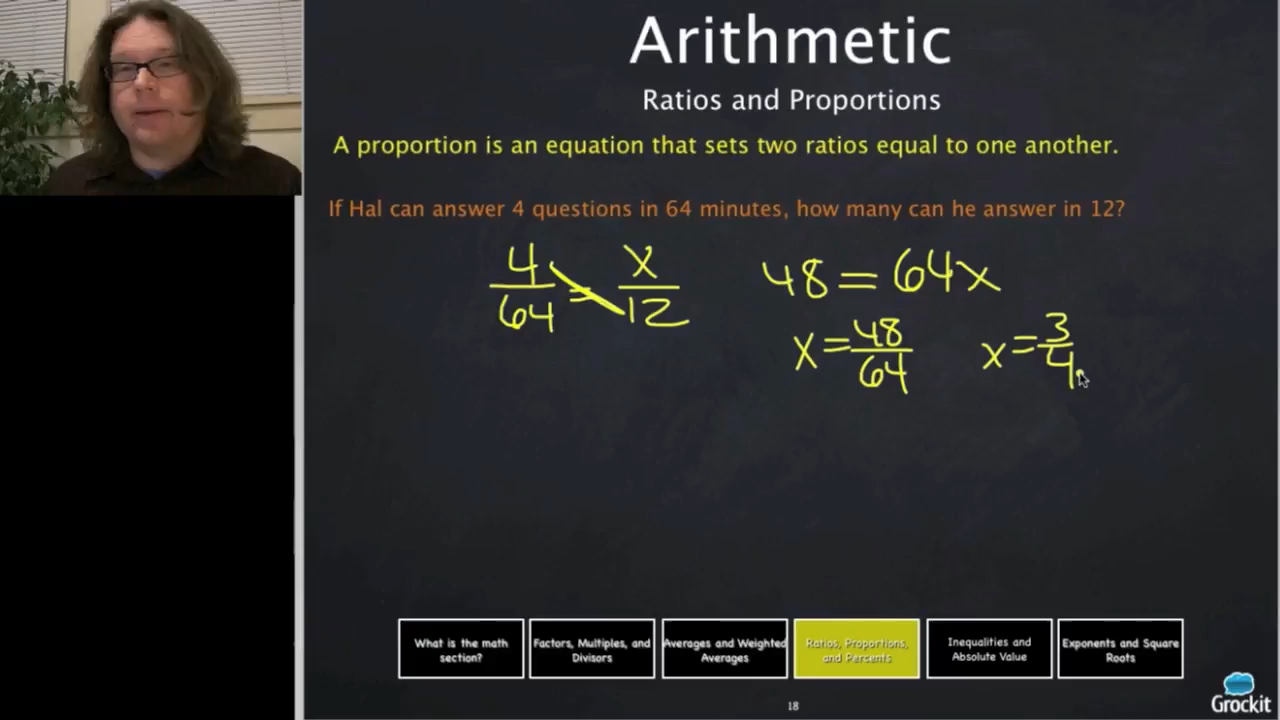 Arithmetic
Ratios and Proportions
A proportion is an equation that sets two ratios equal to one another.
If Hal can answer 4 questions in 64 minutes, how many can he answer in 12?
4/64 = x/12
48 = 64x
x = 48/64
x = 3/4
What is the math section?
Factors, Multiples, and Divisors
Averages and Weighted Averages
Ratios, Proportions, and Percents
Inequalities and Absolute Value
Exponents and Square Roots
18
Grockit